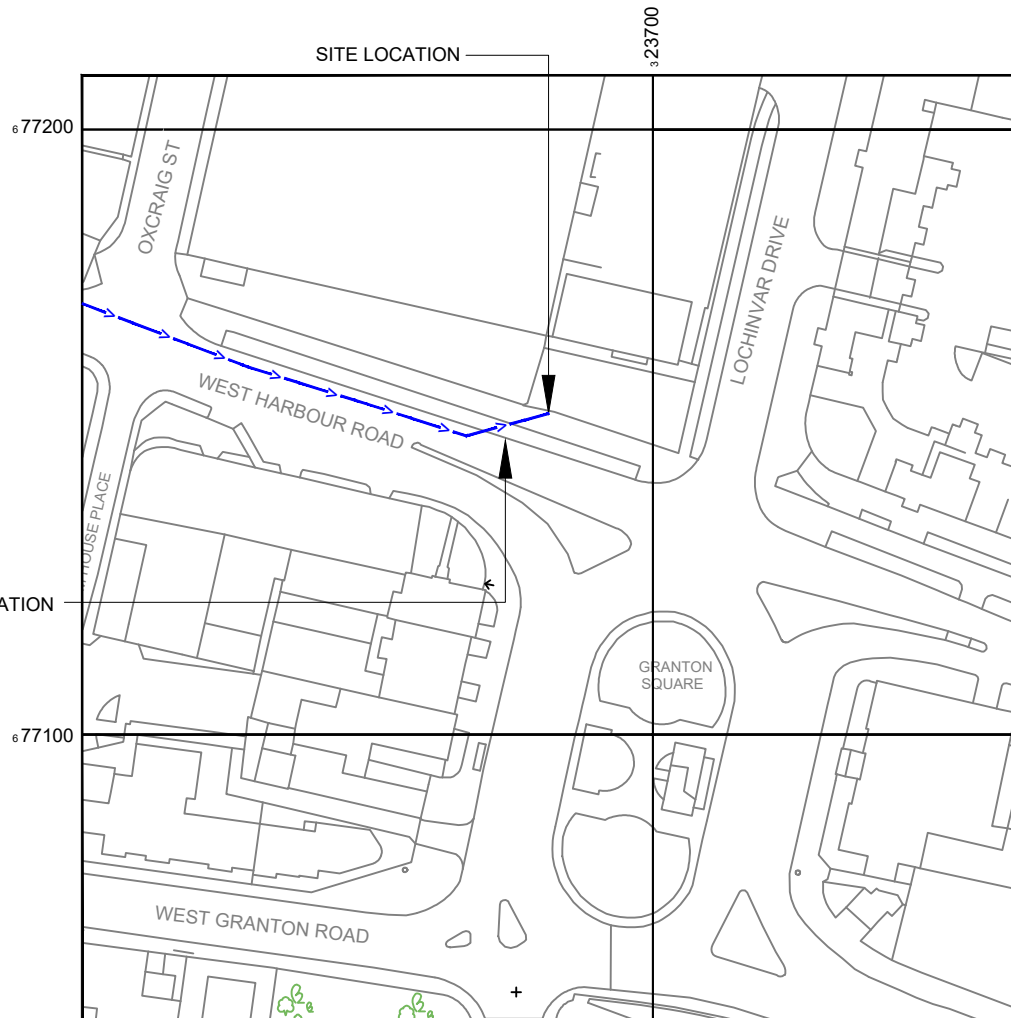 SITE LOCATION
323700
677200
OXCRAIG ST
LOCHINVAR DRIVE
WEST HARBOUR ROAD
HOUSE PLACE
ATION
GRANTON
SQUARE
677100
WEST GRANTON ROAD